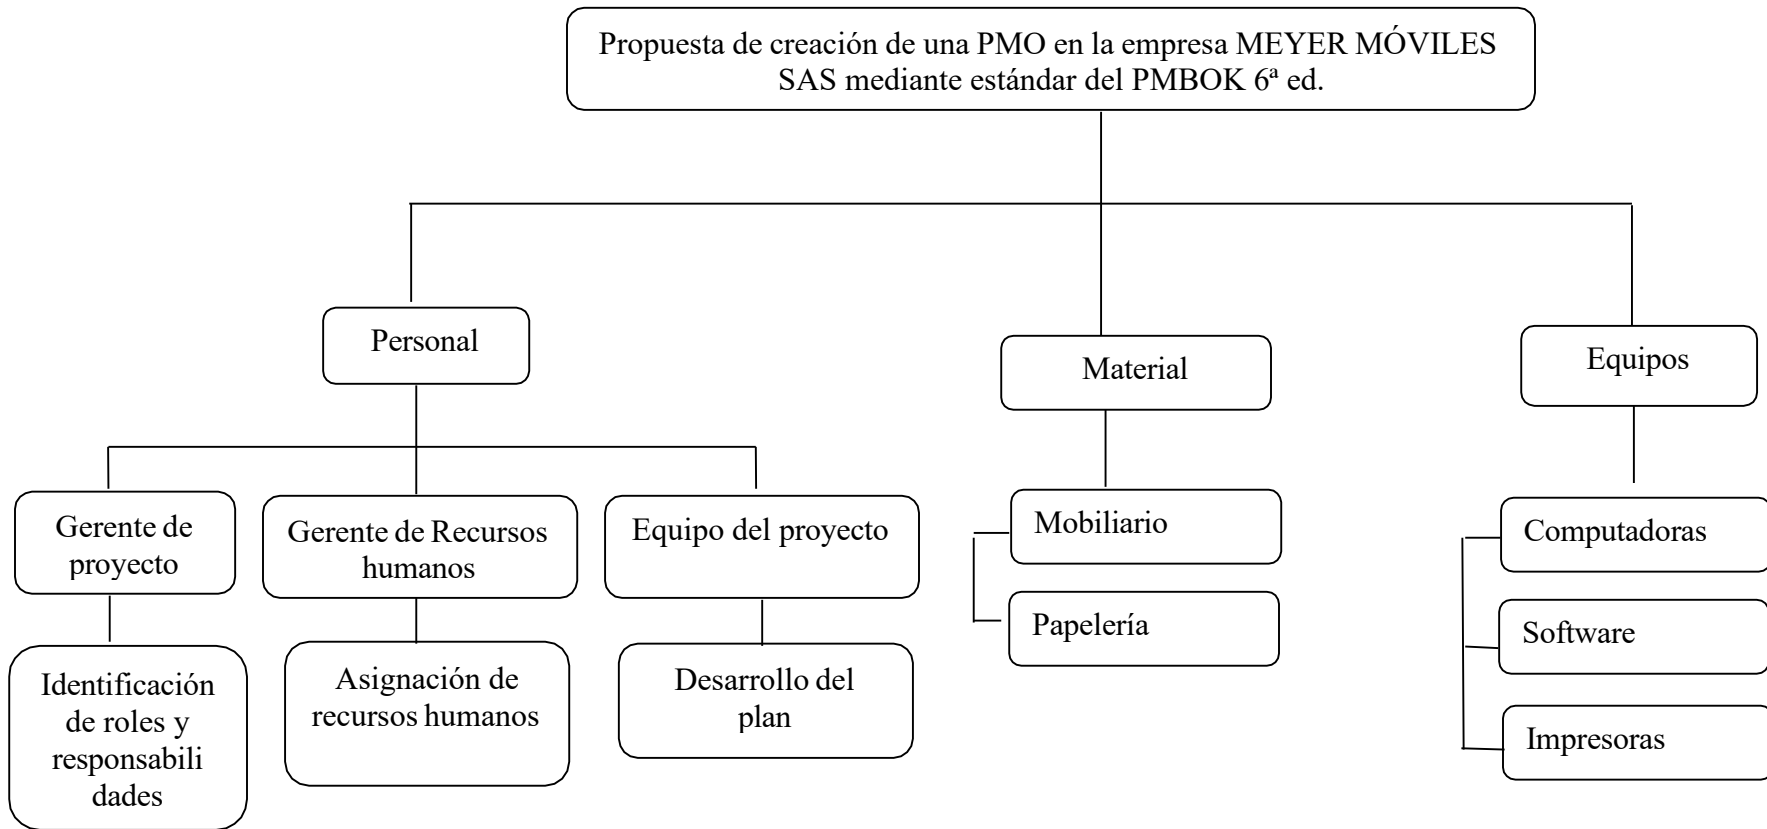 Propuesta de creación de una PMO en la empresa MEYER MÓVILES
SAS mediante estándar del PMBOK 6ª ed.
Personal
Material
Equipos
Gerente de
proyecto
Gerente de Recursos
humanos
Equipo del proyecto
Mobiliario
Computadoras
Identificación
de roles y
responsabili
dades
Asignación de
recursos humanos
Desarrollo del
plan
Papelería
Software
Impresoras